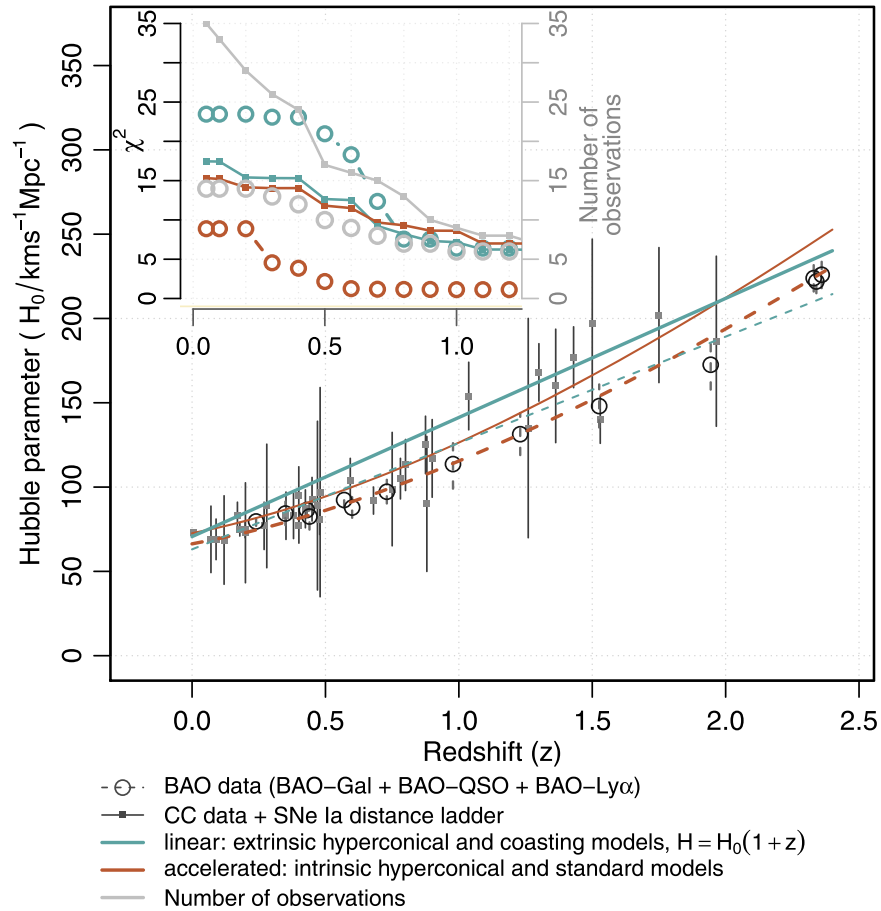 Hubble parameter ( H₀/kms⁻¹Mpc⁻¹ )
350
300
250
200
150
100
50
0
χ²
35
25
15
5
0
35
25
15
5
0
Number of
observations
0.0 0.5 1.0
0.0 0.5 1.0 1.5 2.0 2.5
Redshift (z)
BAO data (BAO−Gal + BAO−QSO + BAO−Lyα)
CC data + SNe Ia distance ladder
linear: extrinsic hyperconical and coasting models, H = H₀(1 + z)
accelerated: intrinsic hyperconical and standard models
Number of observations